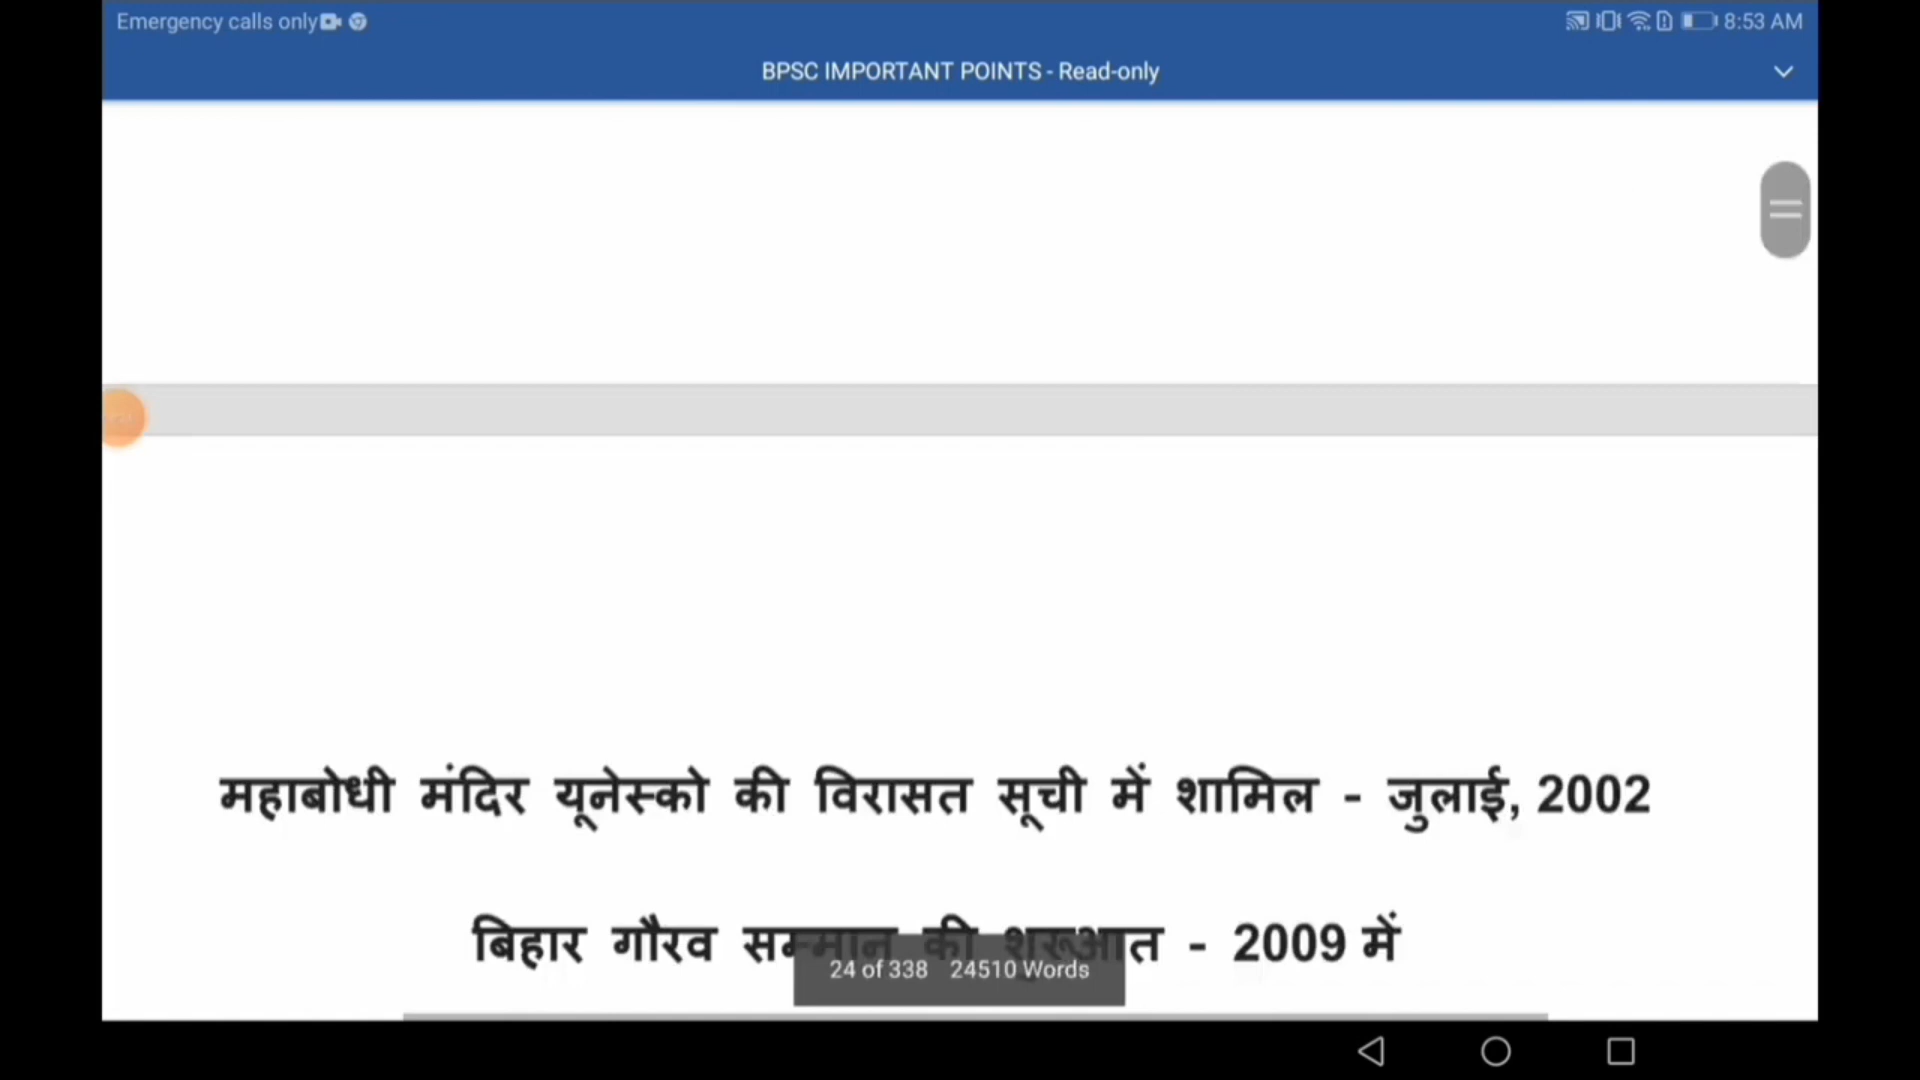 Emergency calls only
8:53 AM
BPSC IMPORTANT POINTS - Read-only
महाबोधी मंदिर यूनेस्को की विरासत सूची में शामिल - जुलाई, 2002
बिहार गौरव सम्मान की शुरूआत - 2009 में
24 of 338 24510 Words